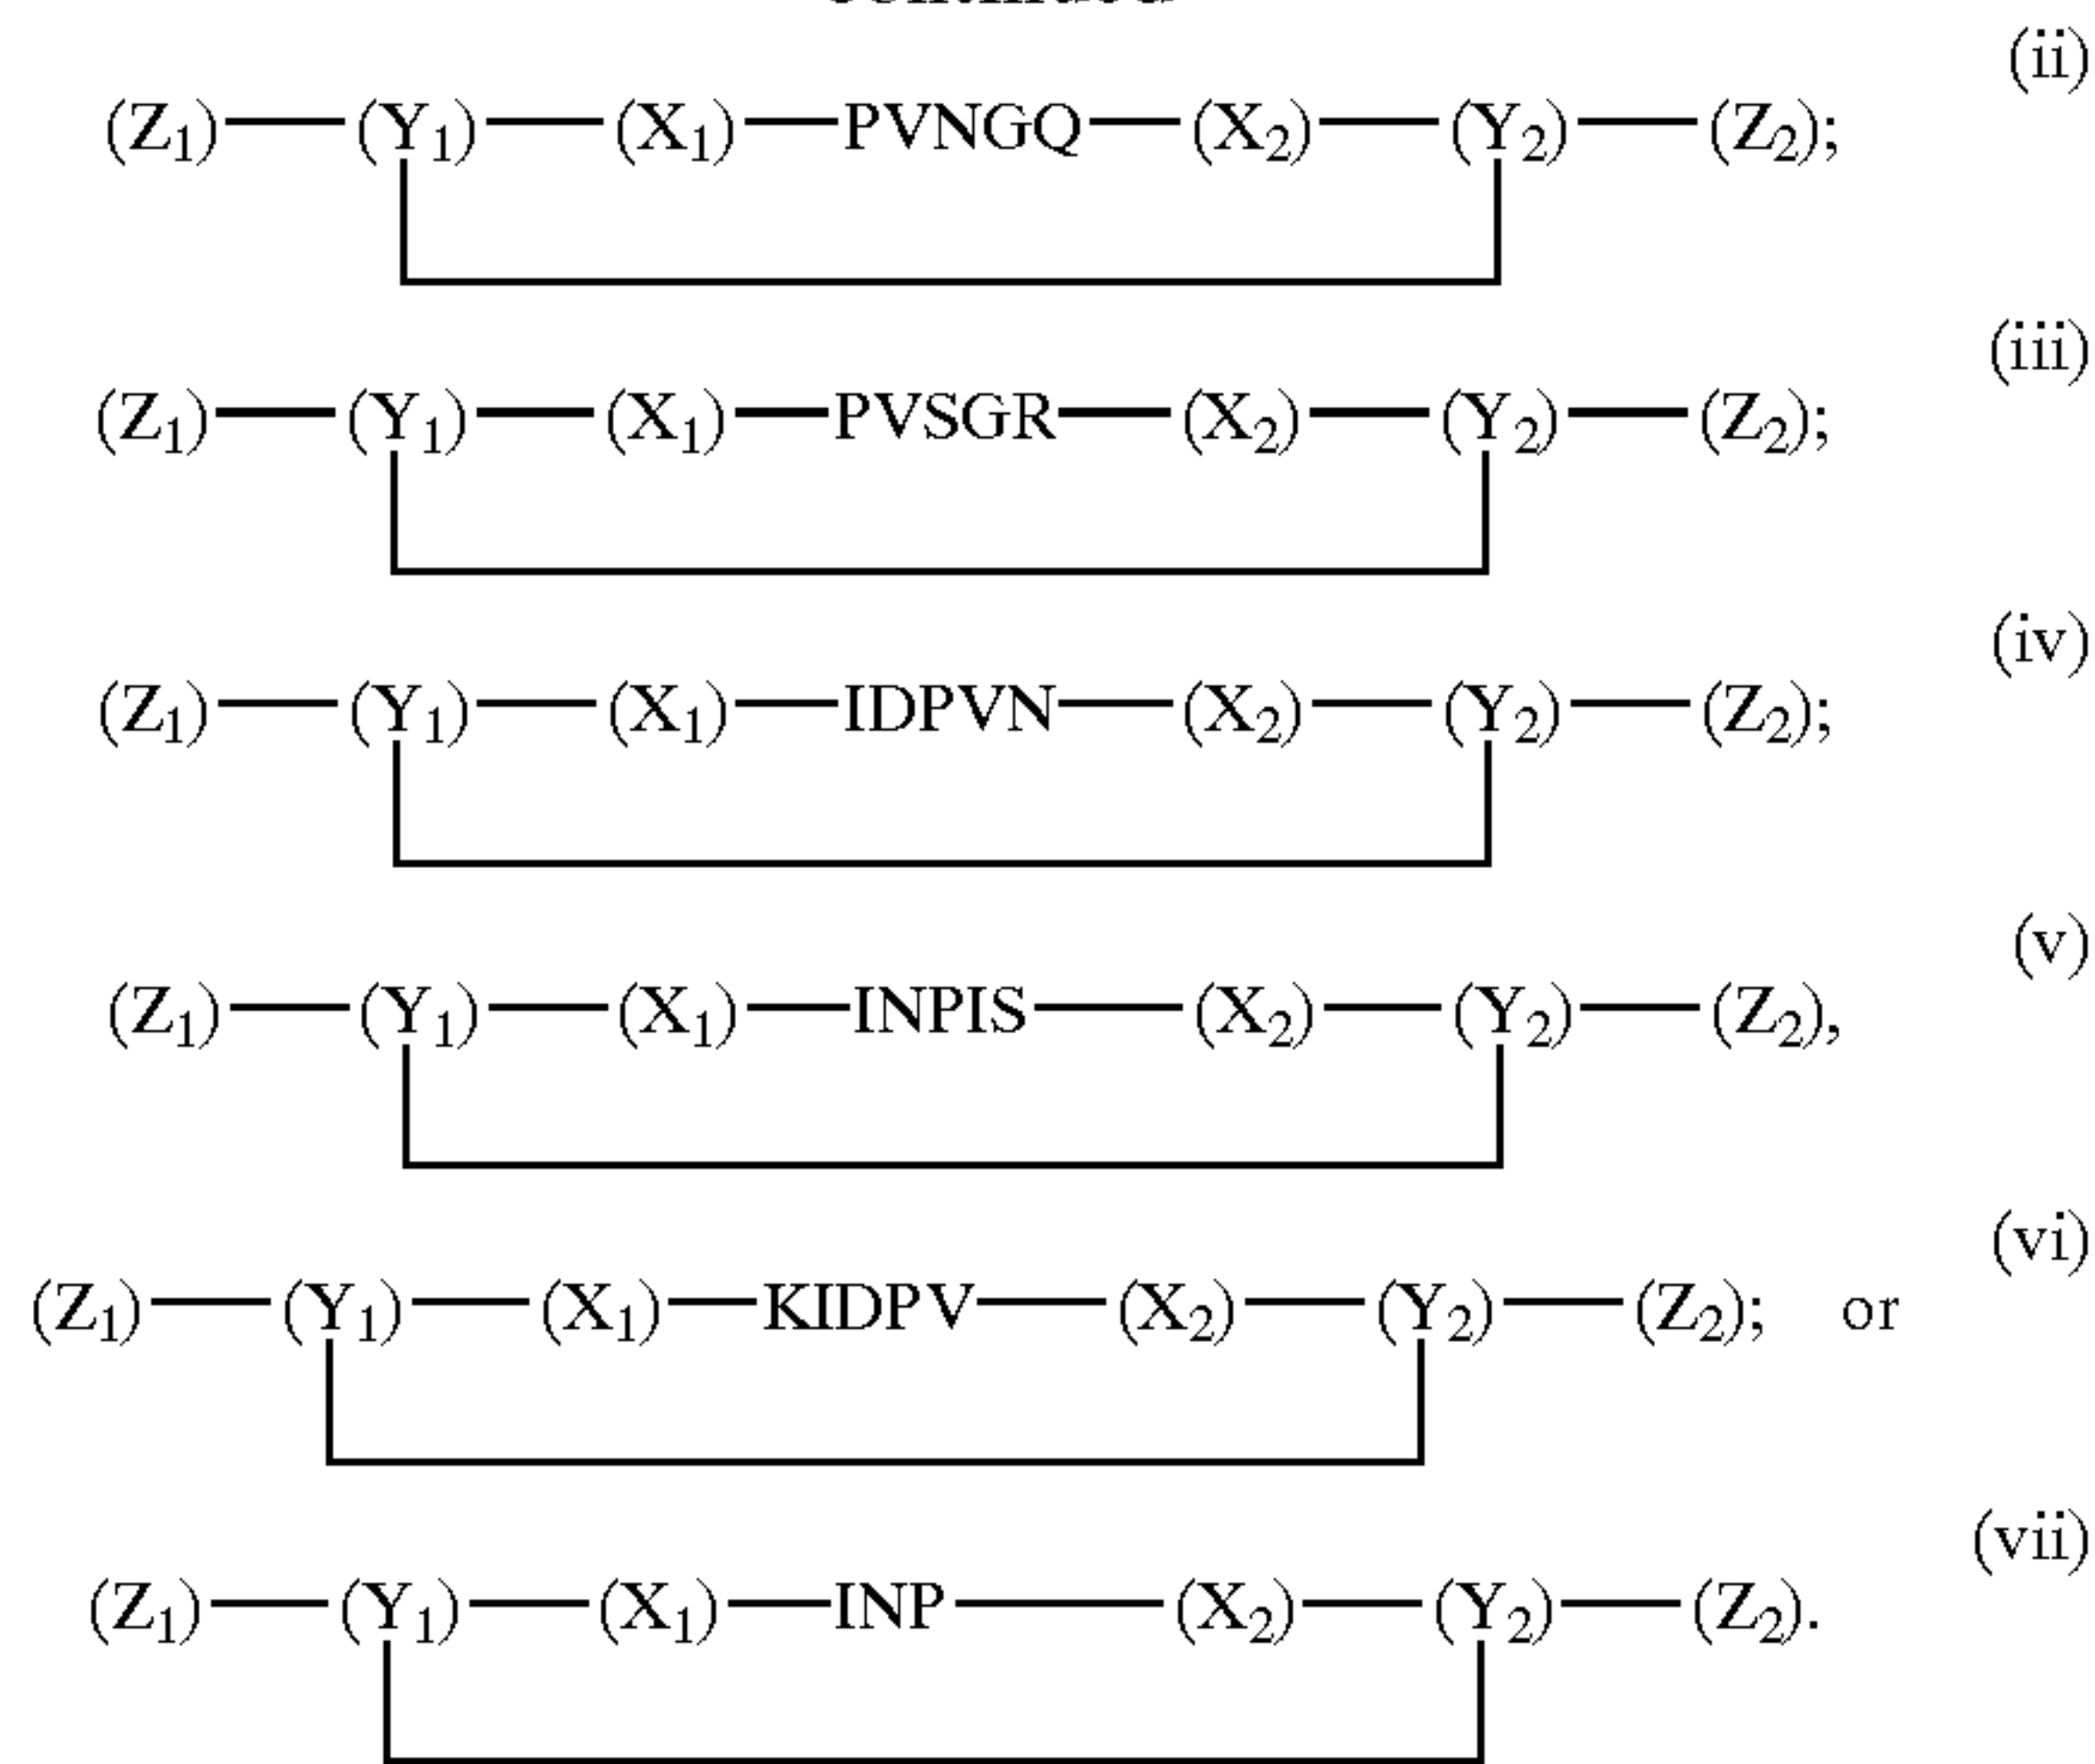 (ii)
(Z1)—(Y1)—(X1)—PVNGQ—(X2)—(Y2)—(Z2);
(iii)
(Z1)—(Y1)—(X1)—PVSGR—(X2)—(Y2)—(Z2);
(iv)
(Z1)—(Y1)—(X1)—IDPVN—(X2)—(Y2)—(Z2);
(v)
(Z1)—(Y1)—(X1)—INPIS—(X2)—(Y2)—(Z2),
(vi)
(Z1)—(Y1)—(X1)—KIDPV—(X2)—(Y2)—(Z2); or
(vii)
(Z1)—(Y1)—(X1)—INP—(X2)—(Y2)—(Z2).